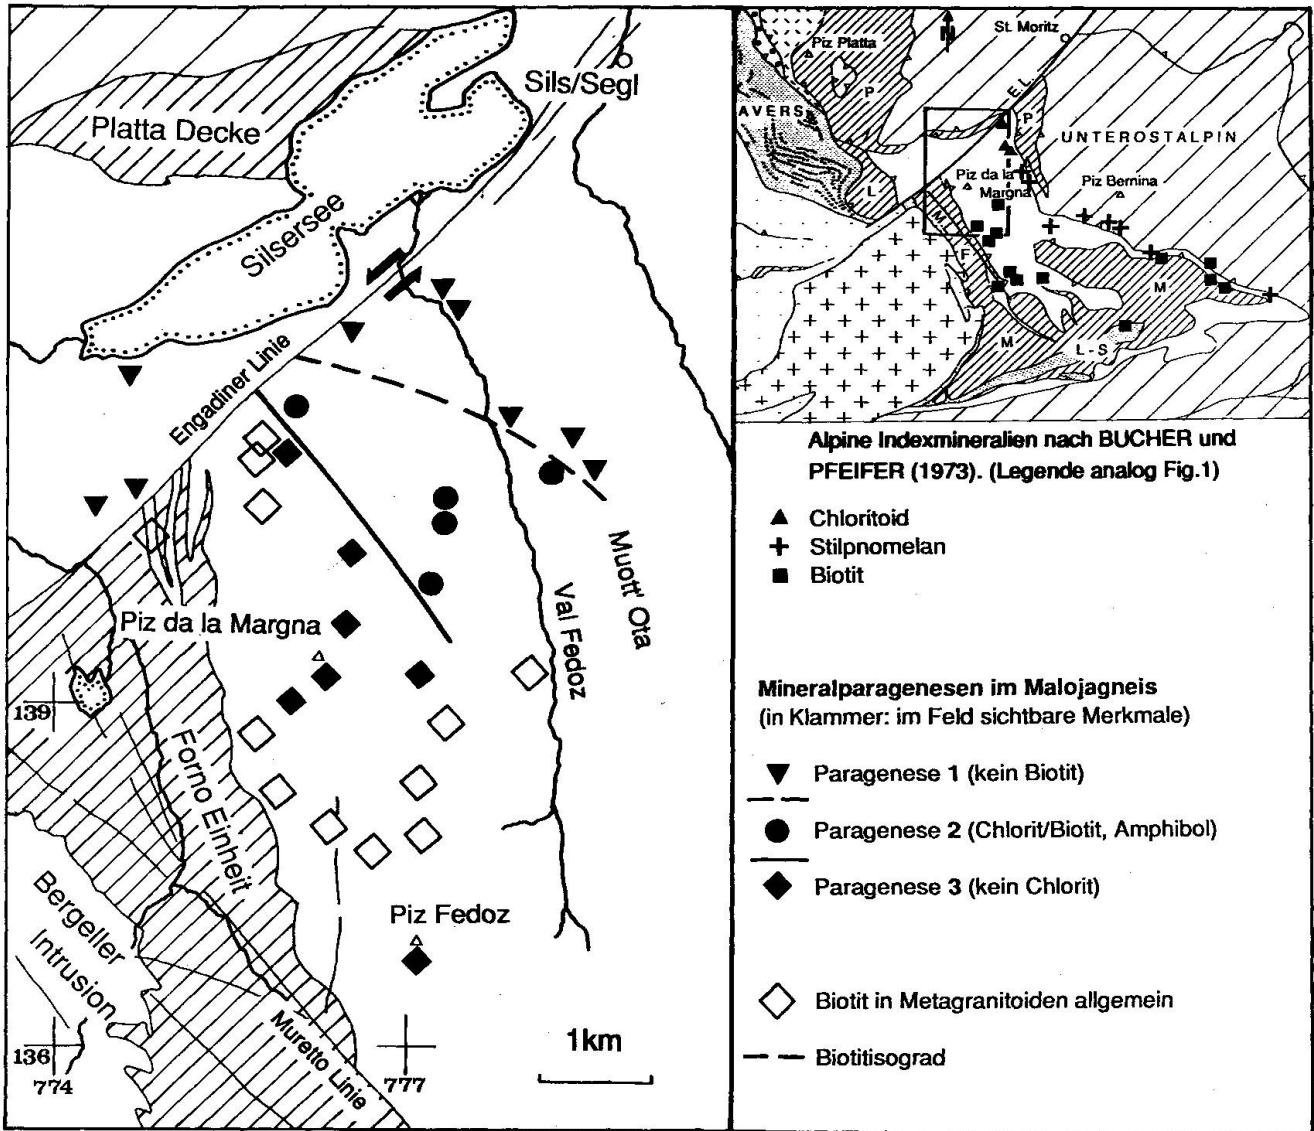 Sils/Segl
Platta Decke
Silsersee
Engadiner Linie
Muott' Ota
Val Fedoz
Piz da la Margna
139
Forno Einheit
Bergeller
Intrusion
Piz Fedoz
Muretto Linie
136
774
777
1km
N
St. Moritz
Piz Platta
P
E.L.
AVERS
P
UNTEROSTALPIN
L
Piz da la
Margna
Piz Bernina
M
F
M
M
L-S
Alpine Indexmineralien nach BUCHER und
PFEIFER (1973). (Legende analog Fig.1)
Chloritoid
Stilpnomelan
Biotit
Mineralparagenesen im Malojagneis
(in Klammer: im Feld sichtbare Merkmale)
Paragenese 1 (kein Biotit)
Paragenese 2 (Chlorit/Biotit, Amphibol)
Paragenese 3 (kein Chlorit)
Biotit in Metagranitoiden allgemein
Biotitisograd